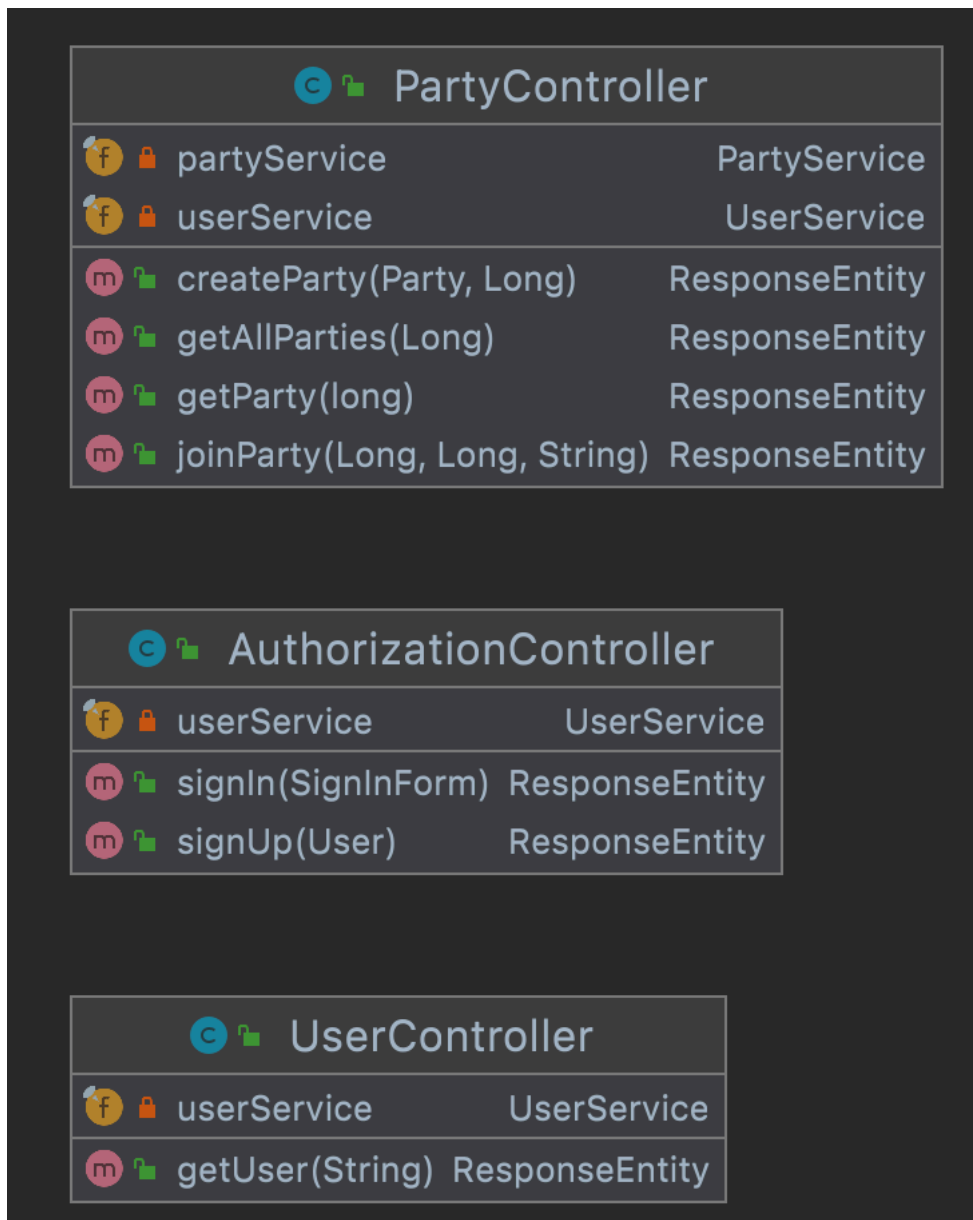 PartyController
partyService PartyService
userService UserService
createParty(Party, Long) ResponseEntity
getAllParties(Long) ResponseEntity
getParty(long) ResponseEntity
joinParty(Long, Long, String) ResponseEntity
AuthorizationController
userService UserService
signIn(SignInForm) ResponseEntity
signUp(User) ResponseEntity
UserController
userService UserService
getUser(String) ResponseEntity